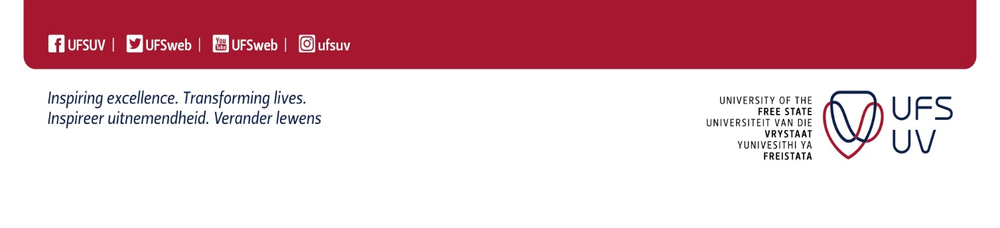 UFSUV | UFSweb | You Tube UFSweb | ufsuv
Inspiring excellence. Transforming lives.
Inspireer uitnemendheid. Verander lewens
UNIVERSITY OF THE
FREE STATE
UNIVERSITEIT VAN DIE
VRYSTAAT
YUNIVESITHI YA
FREISTATA
UFS
UV